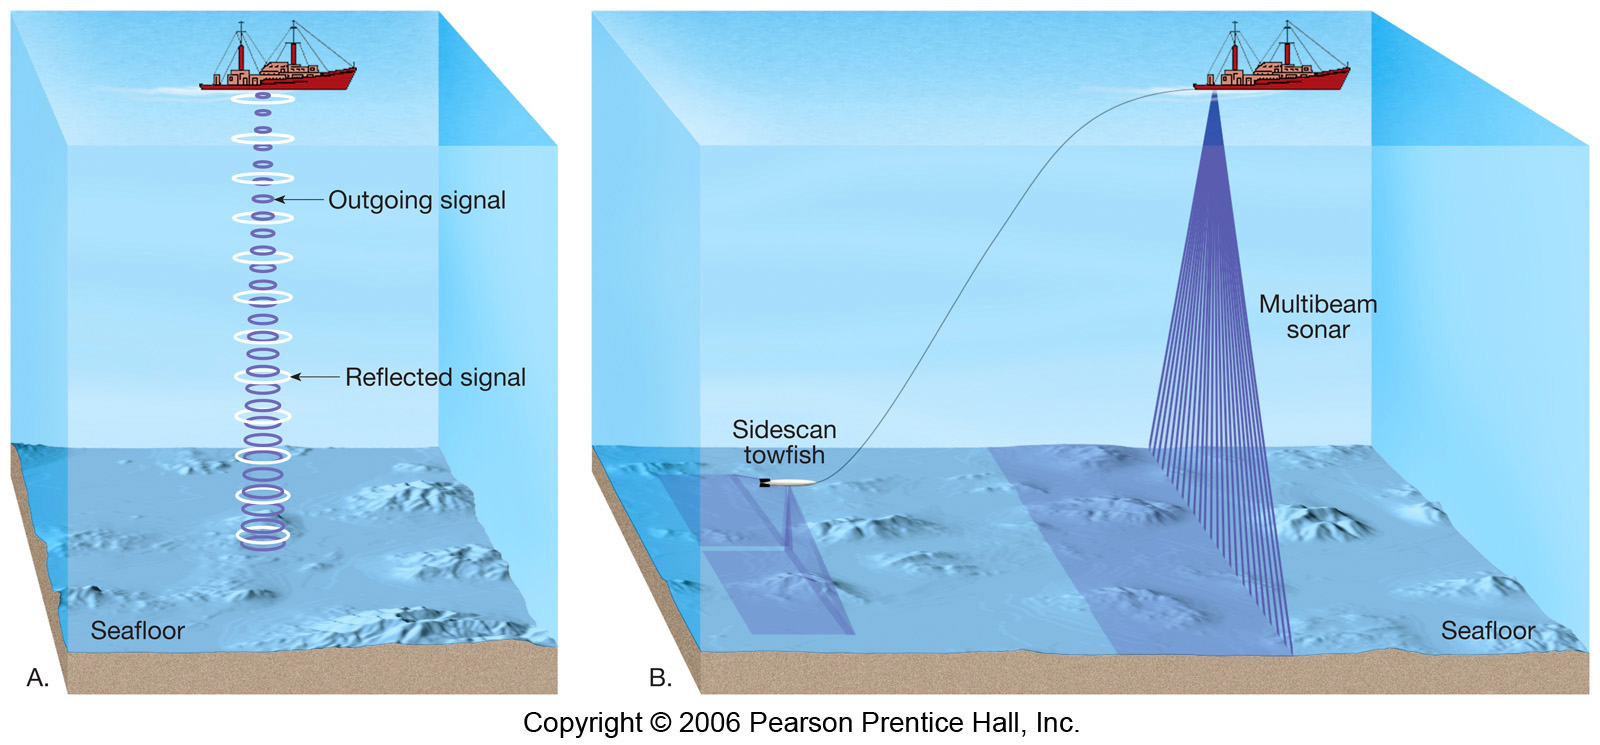 Outgoing signal
Reflected signal
Seafloor
A.
Multibeam
sonar
Sidescan
towfish
Seafloor
B.
Copyright © 2006 Pearson Prentice Hall, Inc.